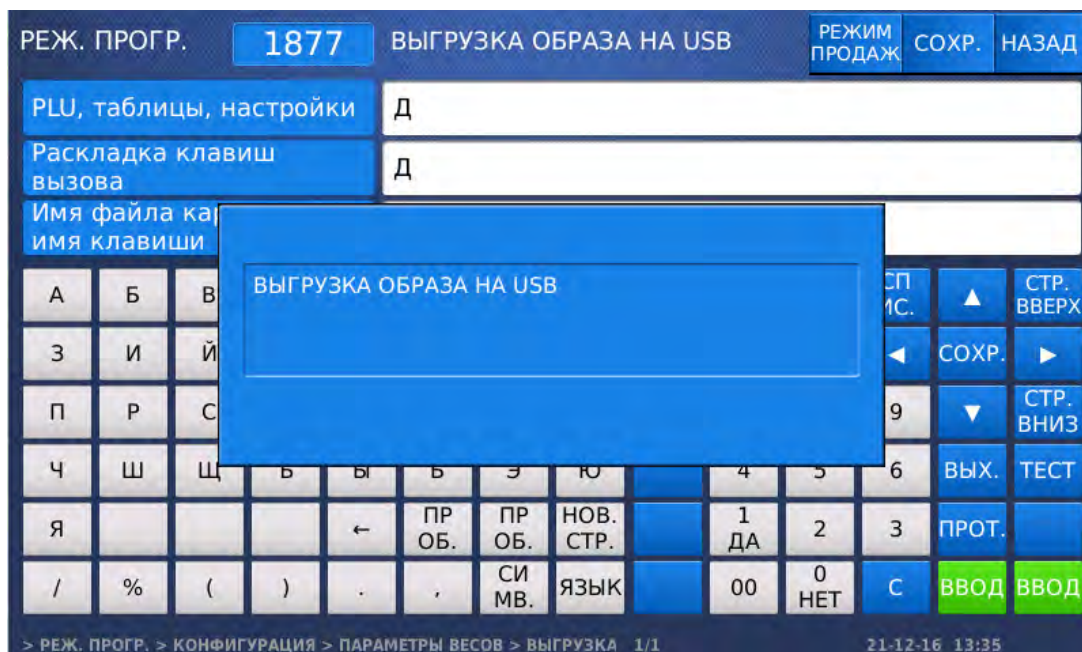 РЕЖ. ПРОГР. 1877 ВЫГРУЗКА ОБРАЗА НА USB РЕЖИМ ПРОДАЖ СОХР. НАЗАД
PLU, таблицы, настройки Д
Раскладка клавиш вызова Д
Имя файла
имя клавиши
ВЫГРУЗКА ОБРАЗА НА USB
А Б В ▲ СТР. ВВЕРХ
З И Й ◄ СОХР. ►
П Р С 9 ▼ СТР. ВНИЗ
Ч Ш Щ Ы Э Ю 4 5 6 ВЫХ. ТЕСТ
Я ← ПР ОБ. ПР ОБ. НОВ. СТР. 1 ДА 2 3 ПРОТ.
/ % ( ) . , СИ МВ. ЯЗЫК 00 0 НЕТ C ВВОД ВВОД
> РЕЖ. ПРОГР. > КОНФИГУРАЦИЯ > ПАРАМЕТРЫ ВЕСОВ > ВЫГРУЗКА 1/1 21-12-16 13:35